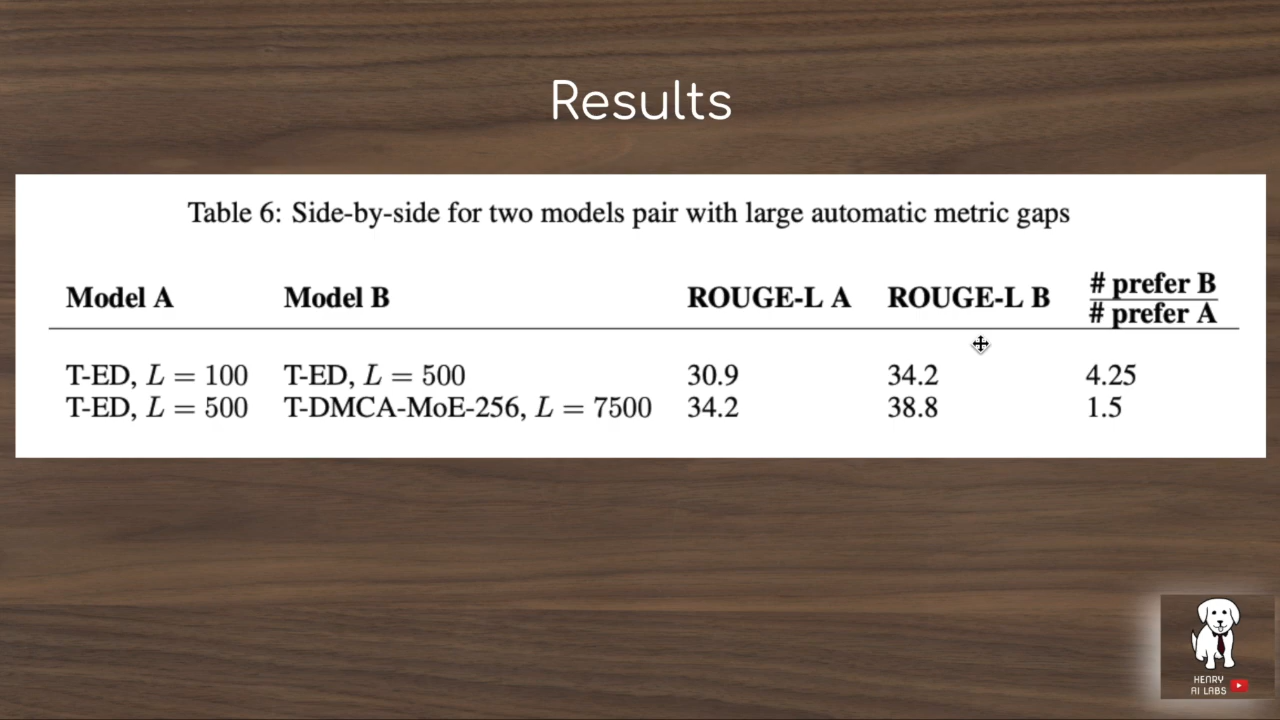 Results
Table 6: Side-by-side for two models pair with large automatic metric gaps
Model A Model B ROUGE-L A ROUGE-L B # prefer B
# prefer A
T-ED, L = 100 T-ED, L = 500 30.9 34.2 4.25
T-ED, L = 500 T-DMCA-MoE-256, L = 7500 34.2 38.8 1.5
HENRY
AI LABS